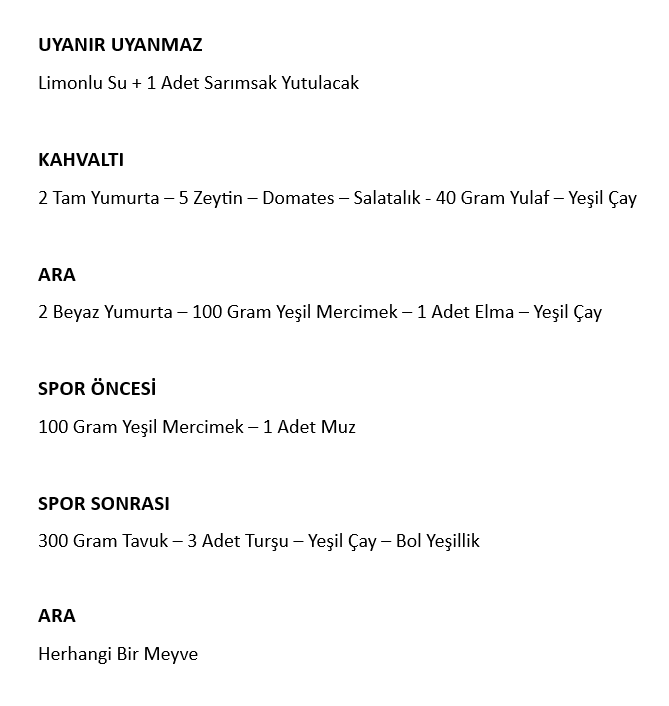 UYANIR UYANMAZ
Limonlu Su + 1 Adet Sarımsak Yutulacak
KAHVALTI
2 Tam Yumurta – 5 Zeytin – Domates – Salatalık - 40 Gram Yulaf – Yeşil Çay
ARA
2 Beyaz Yumurta – 100 Gram Yeşil Mercimek – 1 Adet Elma – Yeşil Çay
SPOR ÖNCESİ
100 Gram Yeşil Mercimek – 1 Adet Muz
SPOR SONRASI
300 Gram Tavuk – 3 Adet Turşu – Yeşil Çay – Bol Yeşillik
ARA
Herhangi Bir Meyve